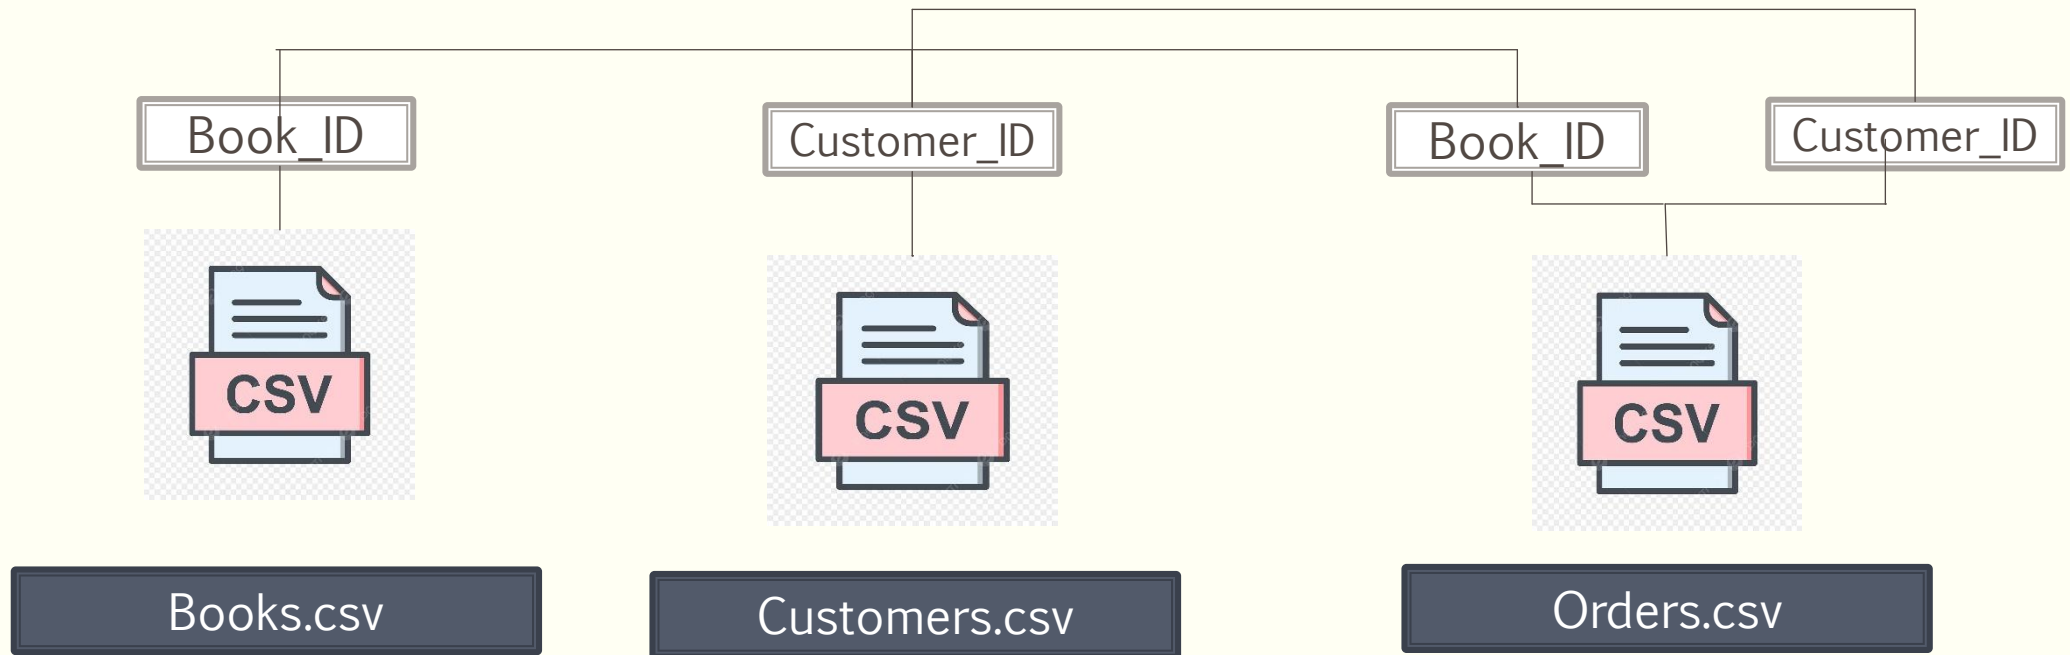 Book_ID
Customer_ID
Book_ID
Customer_ID
CSV
CSV
CSV
Books.csv
Customers.csv
Orders.csv